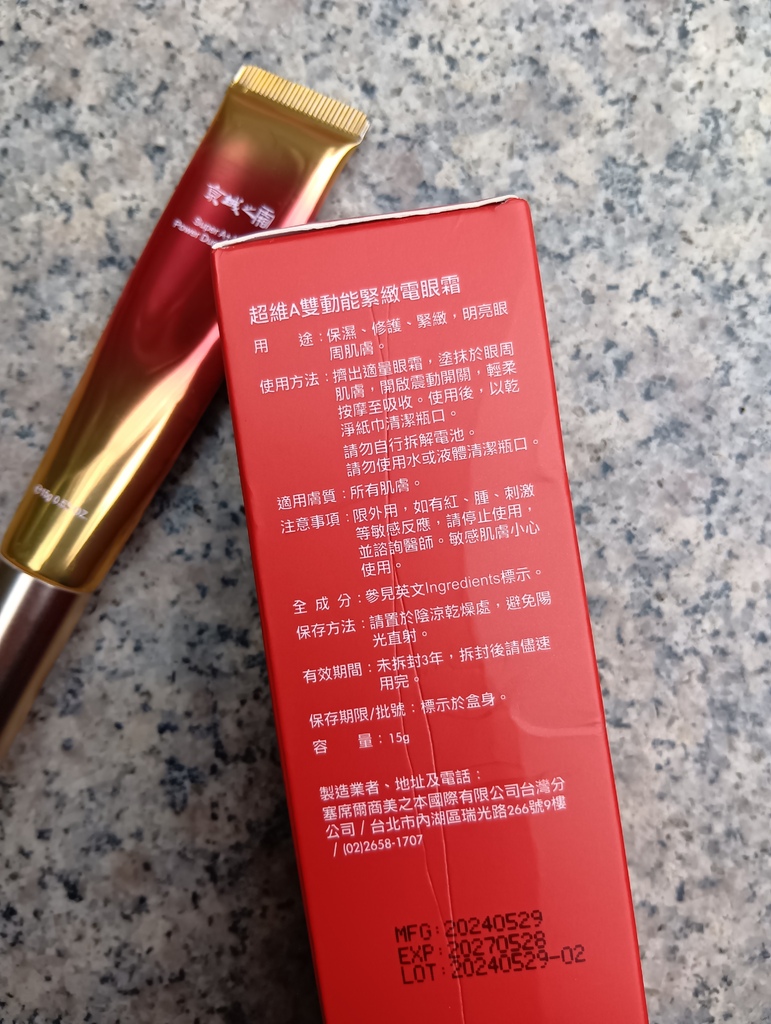 京城之霜
Super A+
Power Du
15g 0.5 OZ.
超維A雙動能緊緻電眼霜
用 途：保濕、修護、緊緻，明亮眼
周肌膚。
使用方法：擠出適量眼霜，塗抹於眼周
肌膚，開啟震動開關，輕柔
按摩至吸收。使用後，以乾
淨紙巾清潔瓶口。
請勿自行拆解電池。
請勿使用水或液體清潔瓶口。
適用膚質：所有肌膚。
注意事項：限外用，如有紅、腫、刺激
等敏感反應，請停止使用，
並諮詢醫師。敏感肌膚小心
使用。
全 成 分：參見英文Ingredients標示。
保存方法：請置於陰涼乾燥處，避免陽
光直射。
有效期間：未拆封3年，拆封後請儘速
用完。
保存期限/批號：標示於盒身。
容 量：15g
製造業者、地址及電話：
塞席爾商美之本國際有限公司台灣分
公司 / 台北市內湖區瑞光路266號9樓
/ (02)2658-1707
MFG:20240529
EXP:20270528
LOT:20240529-02